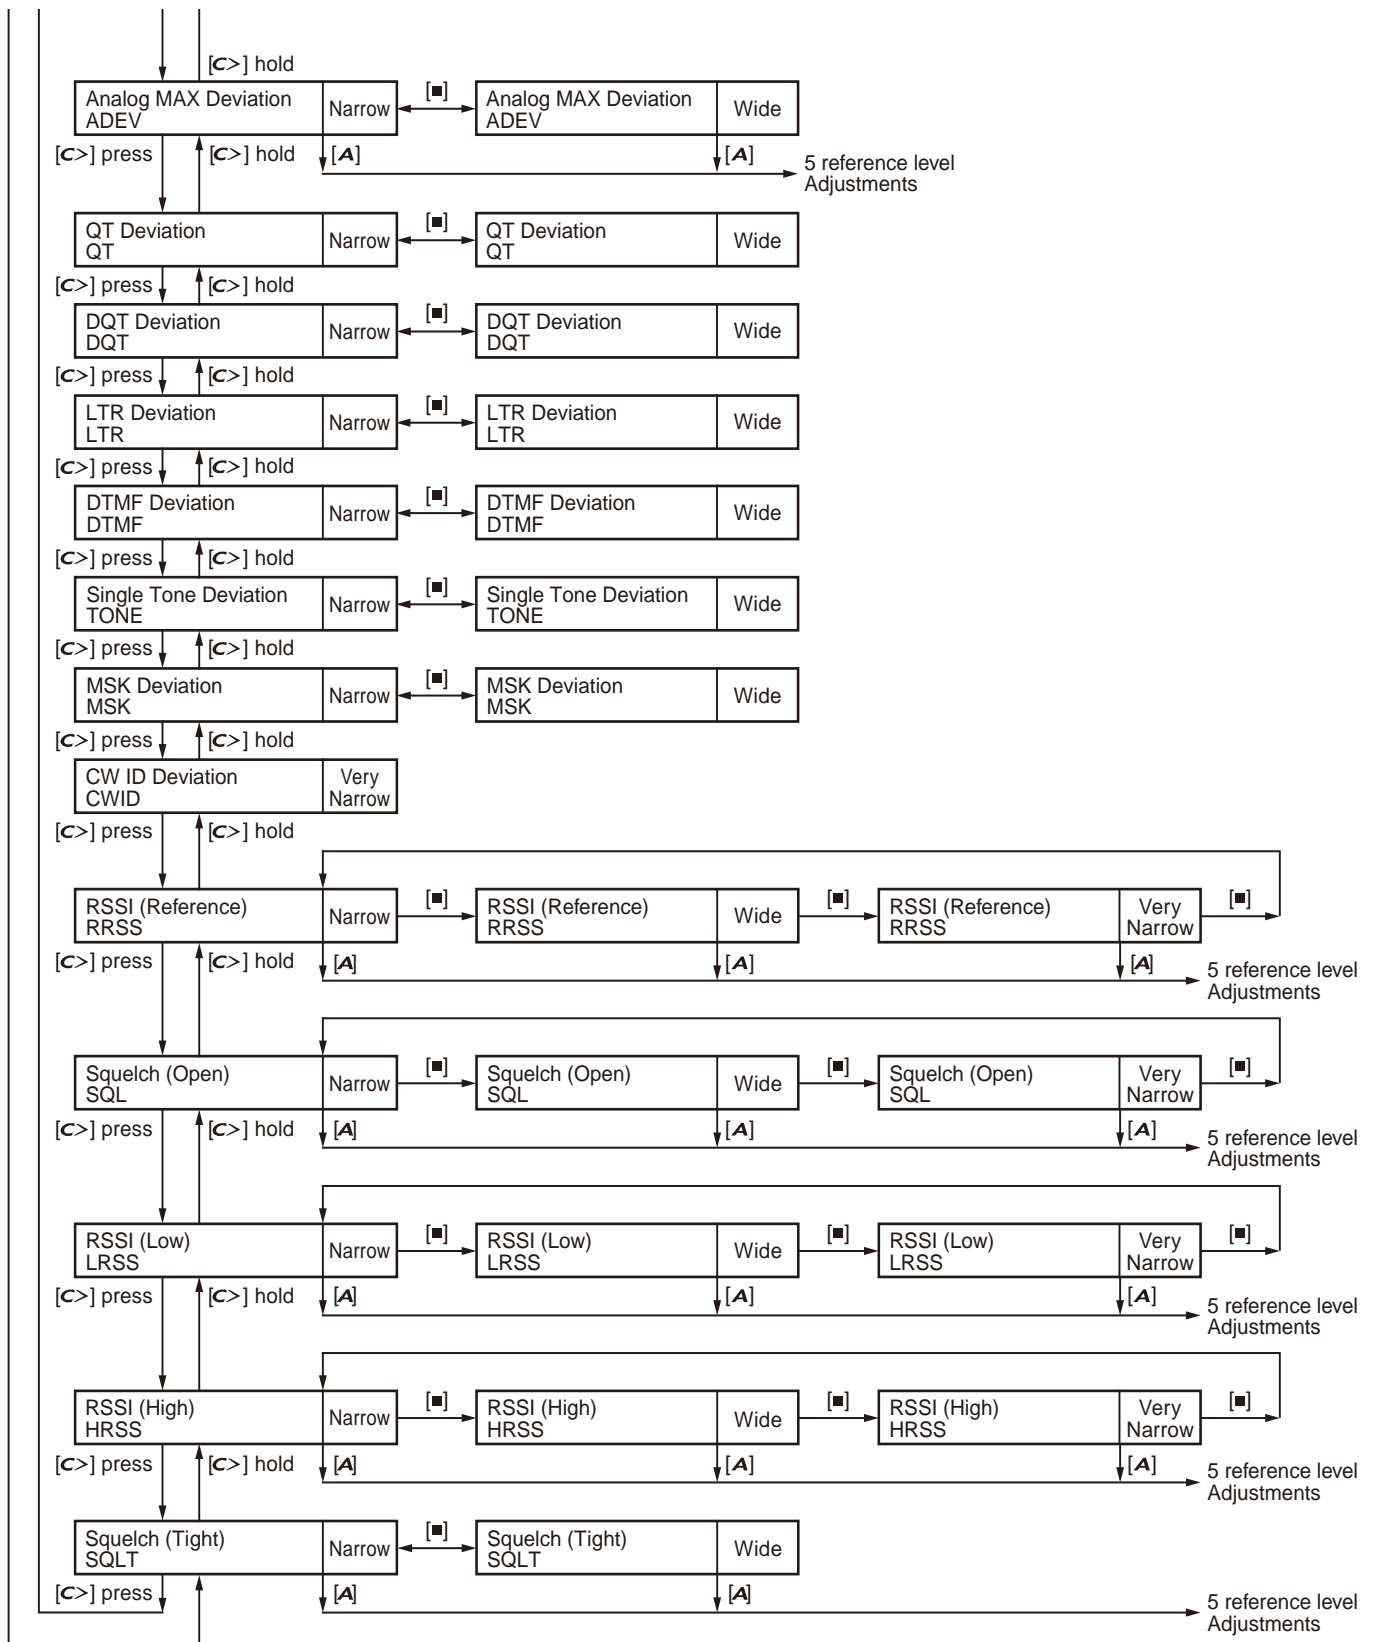 [C>] hold
Analog MAX Deviation
ADEV
Narrow
[■]
Analog MAX Deviation
ADEV
Wide
[C>] press
[C>] hold
[A]
[A]
5 reference level
Adjustments
QT Deviation
QT
Narrow
[■]
QT Deviation
QT
Wide
[C>] press
[C>] hold
DQT Deviation
DQT
Narrow
[■]
DQT Deviation
DQT
Wide
[C>] press
[C>] hold
LTR Deviation
LTR
Narrow
[■]
LTR Deviation
LTR
Wide
[C>] press
[C>] hold
DTMF Deviation
DTMF
Narrow
[■]
DTMF Deviation
DTMF
Wide
[C>] press
[C>] hold
Single Tone Deviation
TONE
Narrow
[■]
Single Tone Deviation
TONE
Wide
[C>] press
[C>] hold
MSK Deviation
MSK
Narrow
[■]
MSK Deviation
MSK
Wide
[C>] press
[C>] hold
CW ID Deviation
CWID
Very
Narrow
[C>] press
[C>] hold
RSSI (Reference)
RRSS
Narrow
[■]
RSSI (Reference)
RRSS
Wide
[■]
RSSI (Reference)
RRSS
Very
Narrow
[■]
[C>] press
[C>] hold
[A]
[A]
[A]
5 reference level
Adjustments
Squelch (Open)
SQL
Narrow
[■]
Squelch (Open)
SQL
Wide
[■]
Squelch (Open)
SQL
Very
Narrow
[■]
[C>] press
[C>] hold
[A]
[A]
[A]
5 reference level
Adjustments
RSSI (Low)
LRSS
Narrow
[■]
RSSI (Low)
LRSS
Wide
[■]
RSSI (Low)
LRSS
Very
Narrow
[■]
[C>] press
[C>] hold
[A]
[A]
[A]
5 reference level
Adjustments
RSSI (High)
HRSS
Narrow
[■]
RSSI (High)
HRSS
Wide
[■]
RSSI (High)
HRSS
Very
Narrow
[■]
[C>] press
[C>] hold
[A]
[A]
[A]
5 reference level
Adjustments
Squelch (Tight)
SQLT
Narrow
[■]
Squelch (Tight)
SQLT
Wide
[C>] press
[A]
[A]
5 reference level
Adjustments